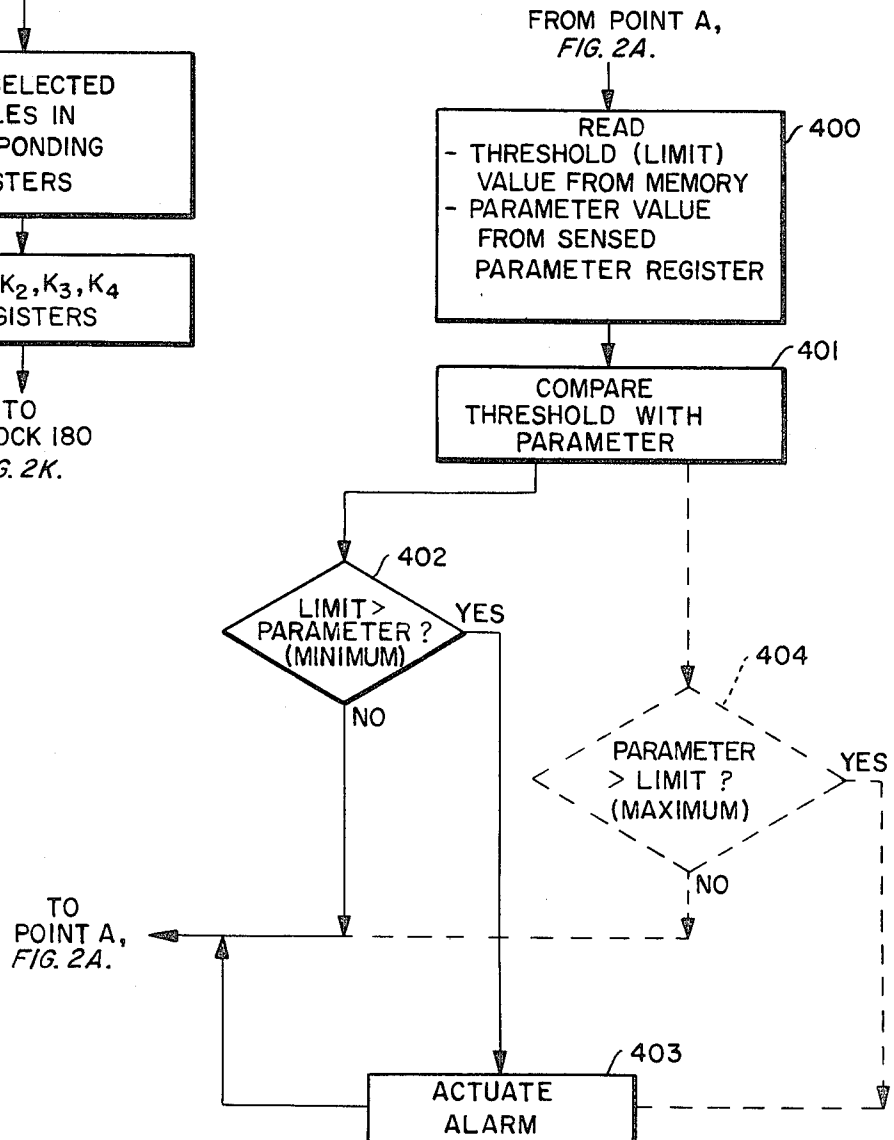 SELECTED
LES IN
PONDING
STERS
K2, K3, K4
GISTERS
TO
OCK 180
G. 2K.
FROM POINT A,
FIG. 2A.
400
READ
- THRESHOLD (LIMIT)
VALUE FROM MEMORY
- PARAMETER VALUE
FROM SENSED
PARAMETER REGISTER
401
COMPARE
THRESHOLD WITH
PARAMETER
402
LIMIT >
PARAMETER ?
(MINIMUM)
YES
NO
404
PARAMETER
> LIMIT ?
(MAXIMUM)
YES
NO
TO
POINT A,
FIG. 2A.
403
ACTUATE
ALARM